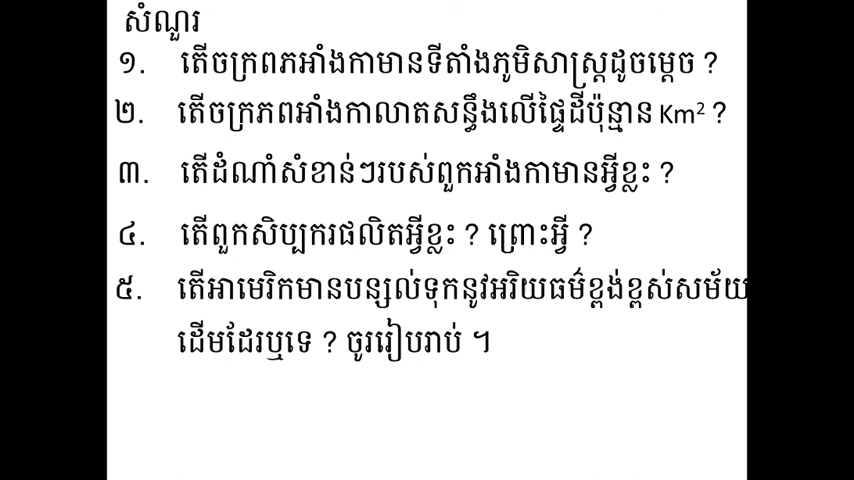 សំណួរ
១. តើចក្រពភអាំងកាមានទីតាំងភូមិសាស្ត្រដូចម្ដេច ?
២. តើចក្រភពអាំងកាលាតសន្ធឹងលើផ្ទៃដីប៉ុន្មាន Km² ?
៣. តើដំណាំសំខាន់ៗរបស់ពួកអាំងកាមានអ្វីខ្លះ ?
៤. តើពួកសិប្បករផលិតអ្វីខ្លះ ? ព្រោះអ្វី ?
៥. តើអាមេរិកមានបន្សល់ទុកនូវអរិយធម៌ខ្ពង់ខ្ពស់សម័យ
ដើមដែរឬទេ ? ចូររៀបរាប់ ។